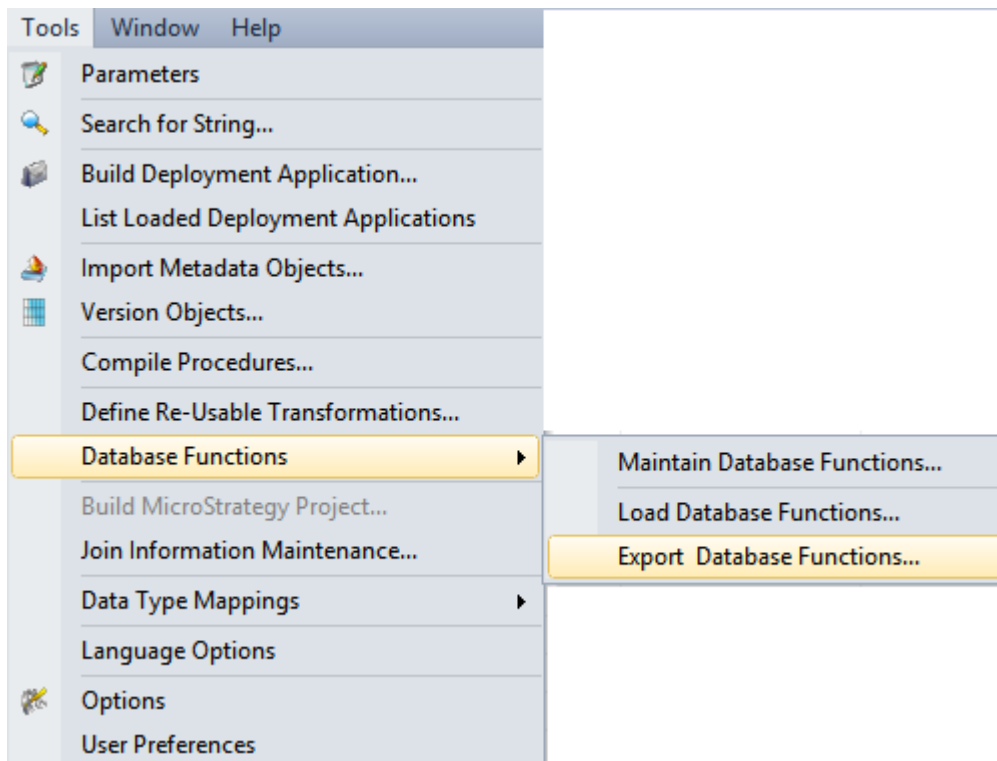 Tools Window Help
Parameters
Search for String...
Build Deployment Application...
List Loaded Deployment Applications
Import Metadata Objects...
Version Objects...
Compile Procedures...
Define Re-Usable Transformations...
Database Functions
Maintain Database Functions...
Load Database Functions...
Export  Database Functions...
Build MicroStrategy Project...
Join Information Maintenance...
Data Type Mappings
Language Options
Options
User Preferences